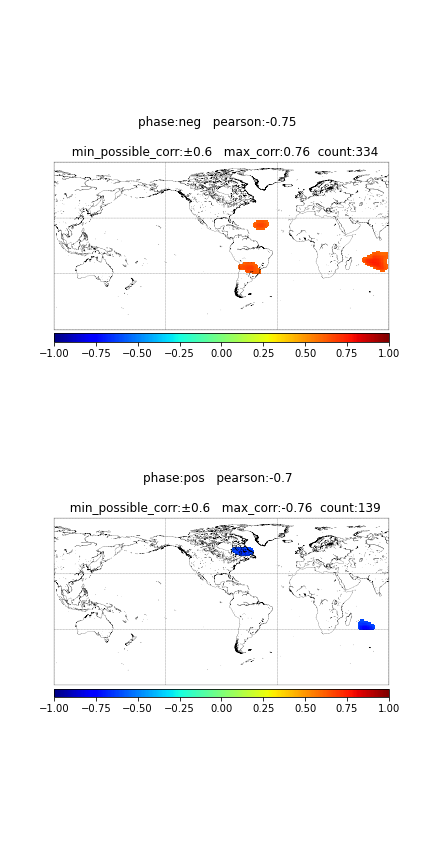 phase:neg   pearson:-0.75
min_possible_corr:±0.6   max_corr:0.76  count:334
−1.00 −0.75 −0.50 −0.25 0.00 0.25 0.50 0.75 1.00
phase:pos   pearson:-0.7
min_possible_corr:±0.6   max_corr:-0.76  count:139
−1.00 −0.75 −0.50 −0.25 0.00 0.25 0.50 0.75 1.00